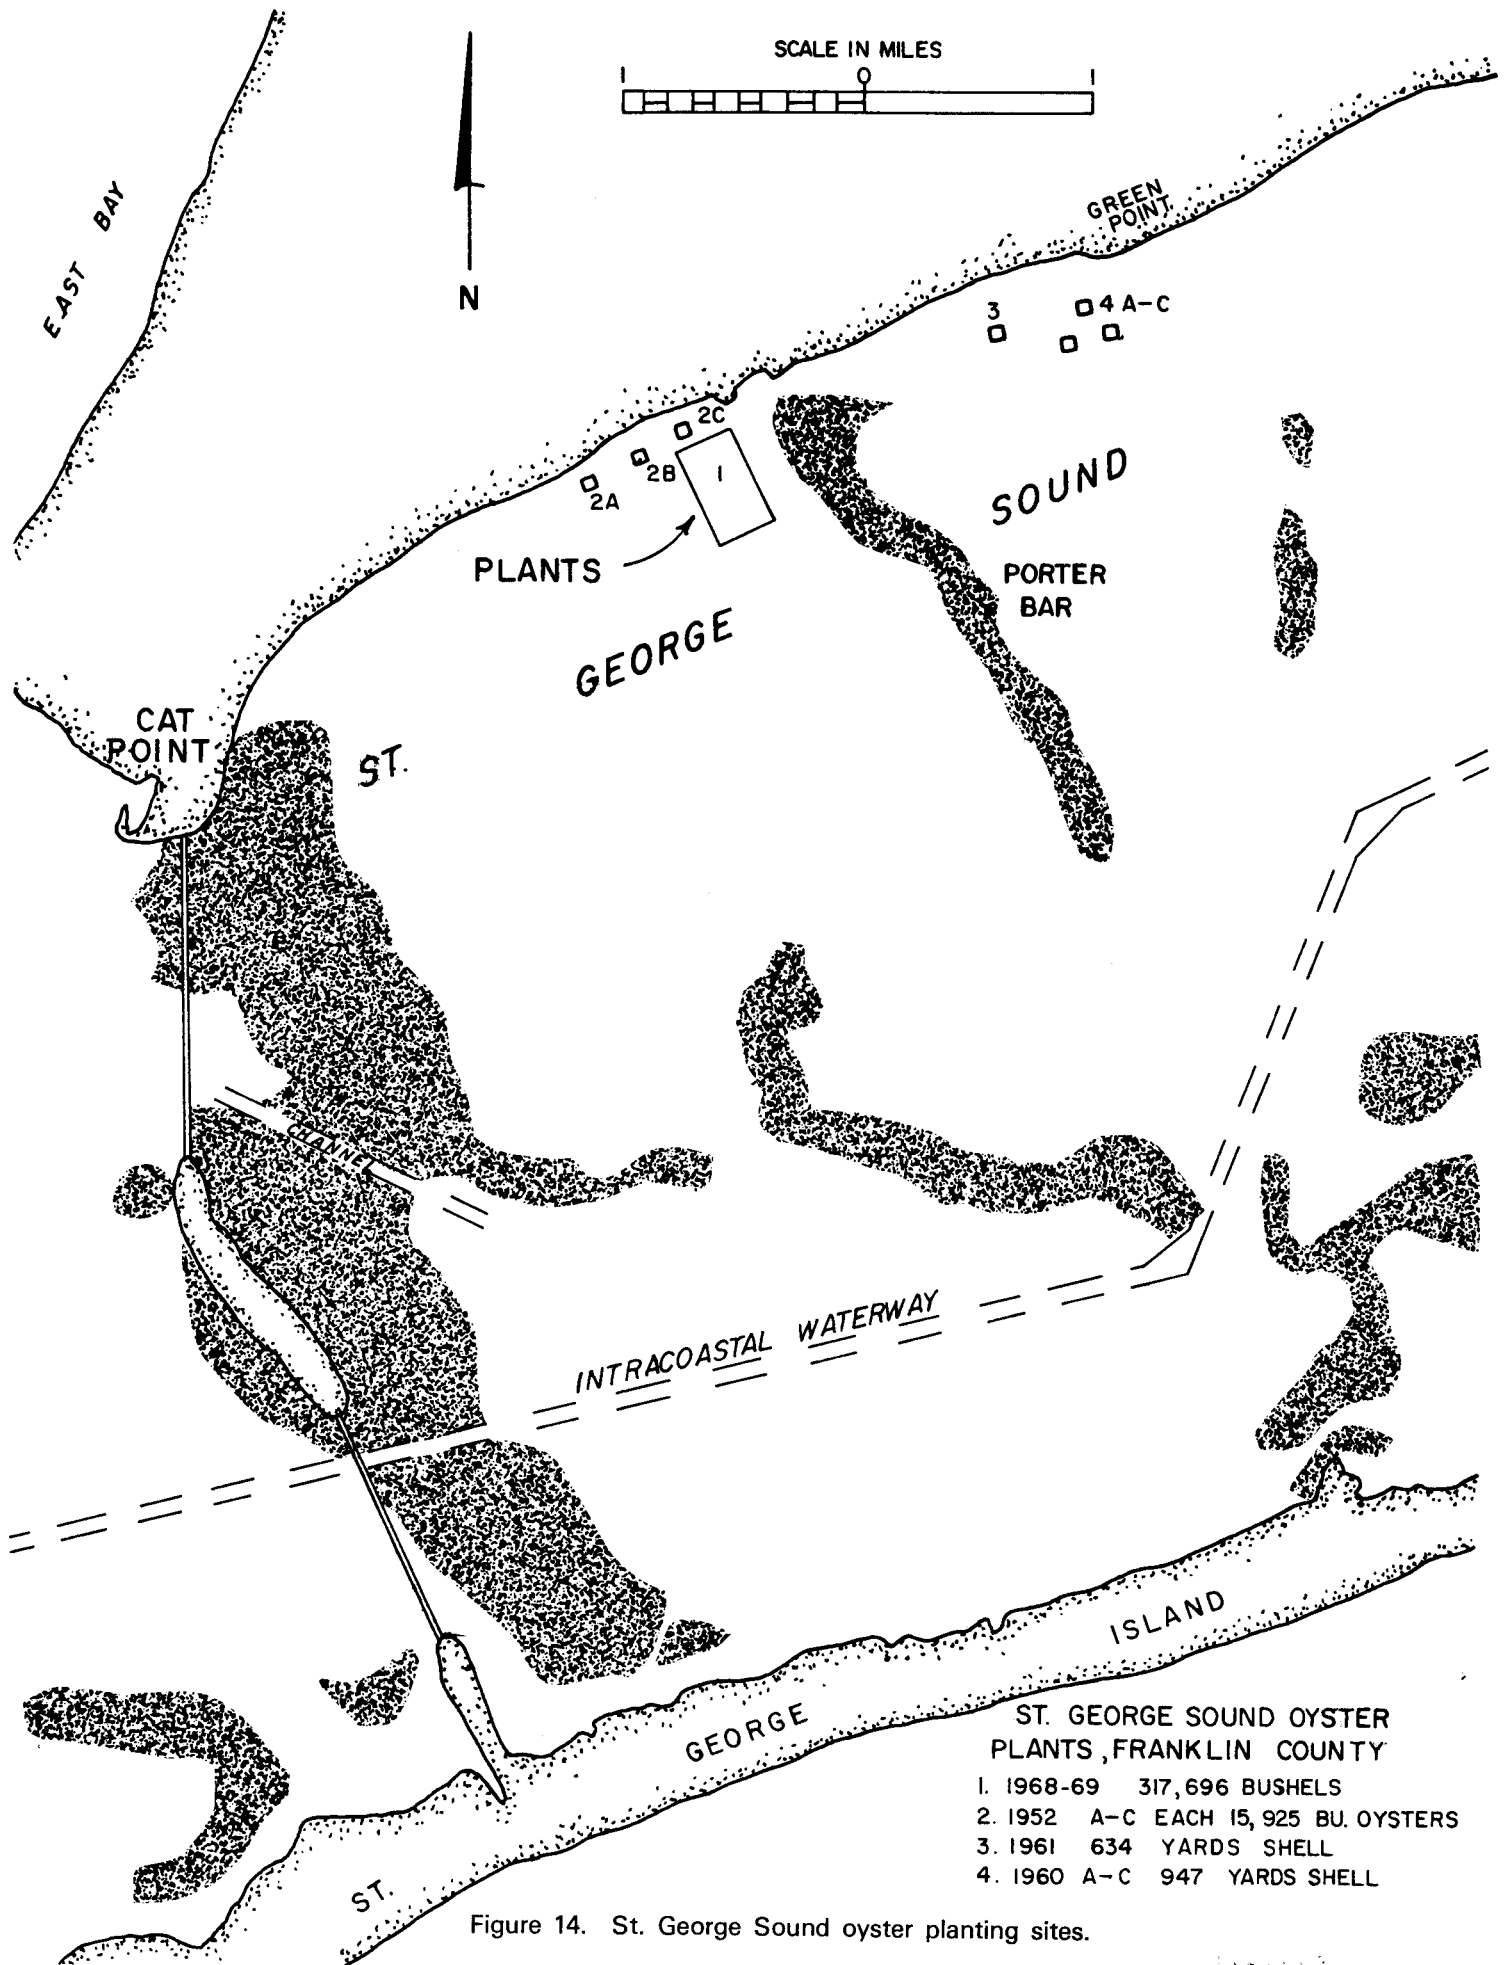 SCALE IN MILES
1 0 1
EAST BAY
N
GREEN
POINT
3
4 A-C
2C
2B
2A
1
PLANTS
SOUND
PORTER
BAR
GEORGE
ST.
CAT
POINT
CHANNEL
INTRACOASTAL WATERWAY
ISLAND
GEORGE
ST.
ST. GEORGE SOUND OYSTER
PLANTS, FRANKLIN COUNTY
1. 1968-69 317,696 BUSHELS
2. 1952 A-C EACH 15,925 BU. OYSTERS
3. 1961 634 YARDS SHELL
4. 1960 A-C 947 YARDS SHELL
Figure 14. St. George Sound oyster planting sites.